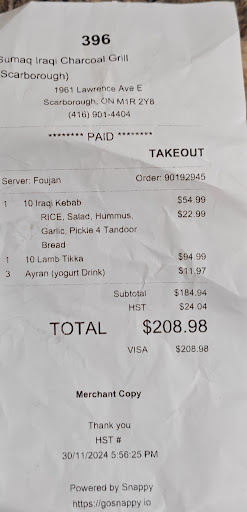 396
Sumaq Iraqi Charcoal Grill
(Scarborough)
1961 Lawrence Ave E
Scarborough, ON M1R 2Y8
(416) 901-4404
******** PAID ********
TAKEOUT
Server: Foujan Order: 90192945
1 10 Iraqi Kebab $54.99
RICE, Salad, Hummus, $22.99
Garlic, Pickle 4 Tandoor
Bread
1 10 Lamb Tikka $94.99
3 Ayran (yogurt Drink) $11.97
Subtotal $184.94
HST $24.04
TOTAL $208.98
VISA $208.98
Merchant Copy
Thank you
HST #
30/11/2024 5:56:25 PM
Powered by Snappy
https://gosnappy.io